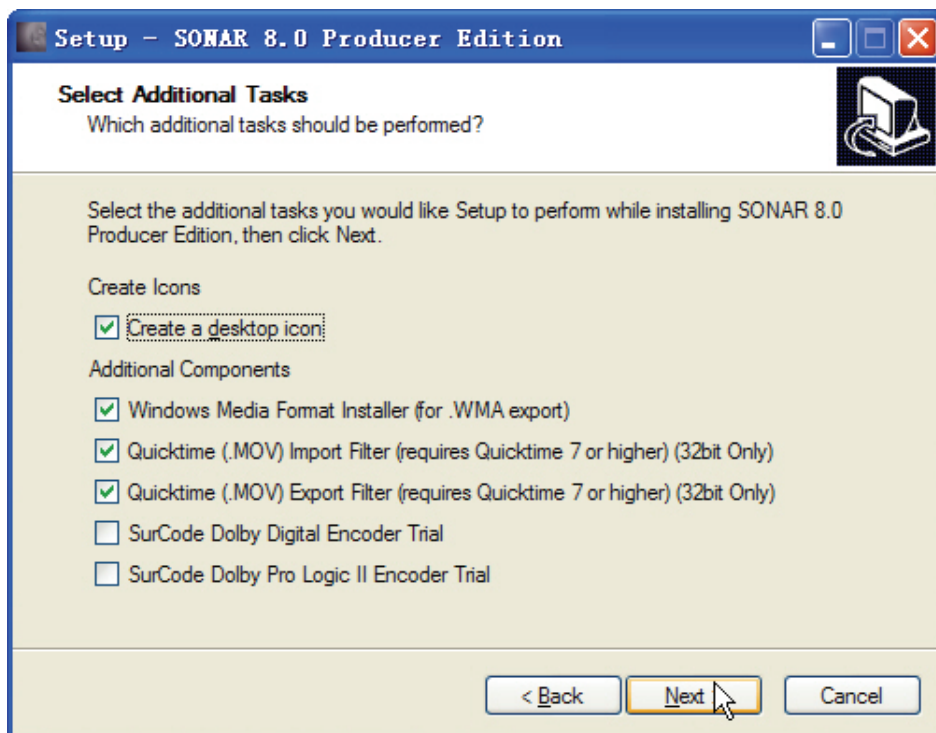 Setup - SONAR 8.0 Producer Edition
Select Additional Tasks
Which additional tasks should be performed?
Select the additional tasks you would like Setup to perform while installing SONAR 8.0
Producer Edition, then click Next.
Create Icons
Create a desktop icon
Additional Components
Windows Media Format Installer (for .WMA export)
Quicktime (.MOV) Import Filter (requires Quicktime 7 or higher) (32bit Only)
Quicktime (.MOV) Export Filter (requires Quicktime 7 or higher) (32bit Only)
SurCode Dolby Digital Encoder Trial
SurCode Dolby Pro Logic II Encoder Trial
< Back
Next
Cancel